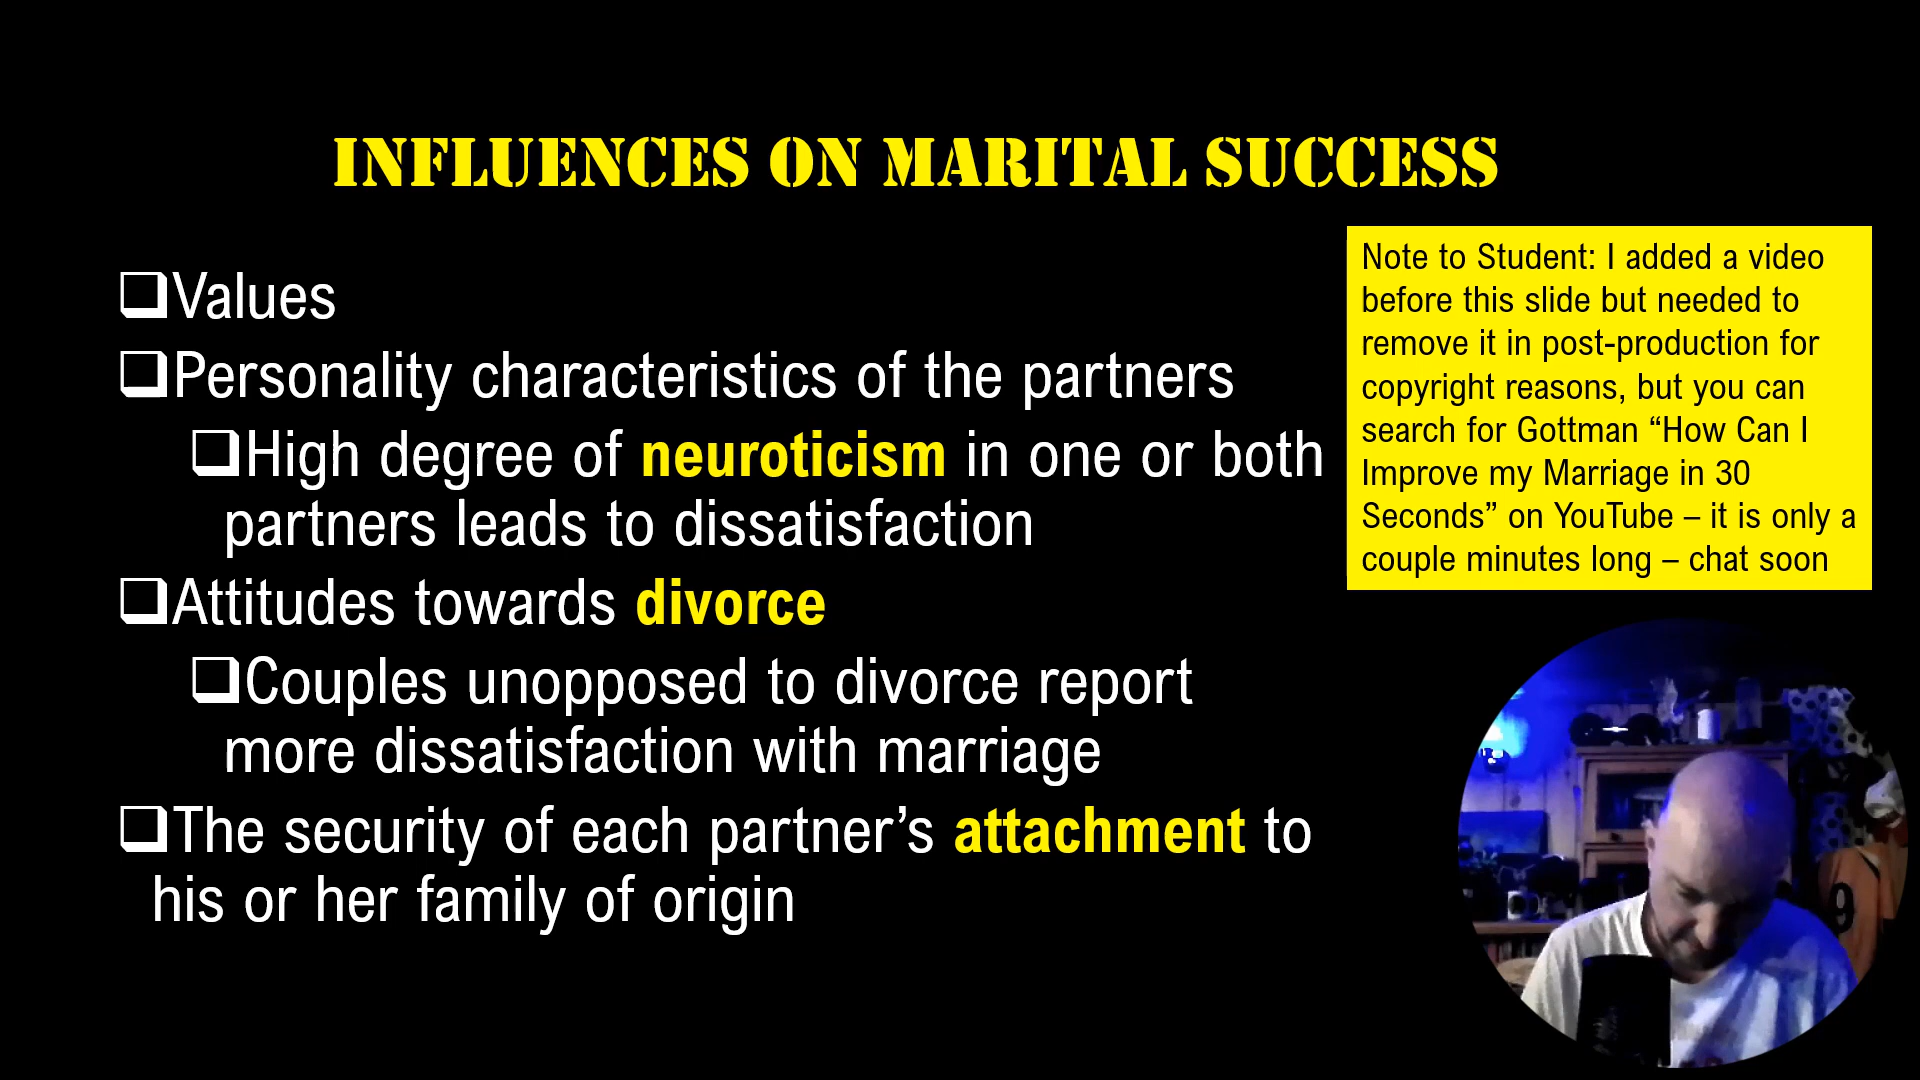 INFLUENCES ON MARITAL SUCCESS
❑Values
❑Personality characteristics of the partners
❑High degree of neuroticism in one or both
partners leads to dissatisfaction
❑Attitudes towards divorce
❑Couples unopposed to divorce report
more dissatisfaction with marriage
❑The security of each partner’s attachment to
his or her family of origin
Note to Student: I added a video
before this slide but needed to
remove it in post-production for
copyright reasons, but you can
search for Gottman “How Can I
Improve my Marriage in 30
Seconds” on YouTube – it is only a
couple minutes long – chat soon
9